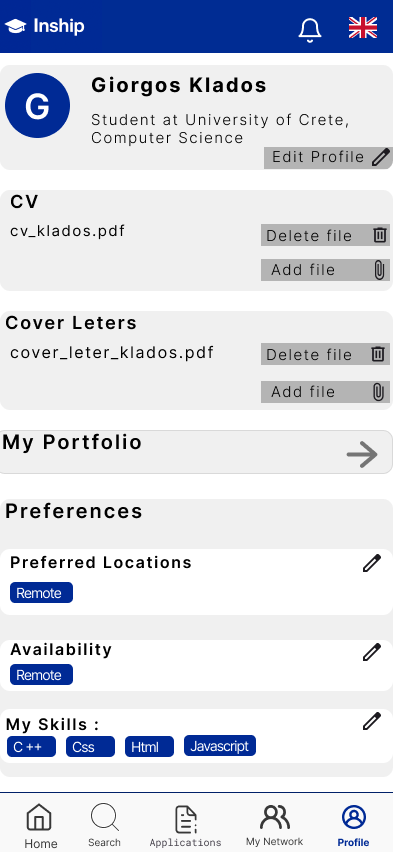 Inship
G
Giorgos Klados
Student at University of Crete,
Computer Science
Edit Profile
CV
cv_klados.pdf
Delete file
Add file
Cover Leters
cover_leter_klados.pdf
Delete file
Add file
My Portfolio
Preferences
Preferred Locations
Remote
Availability
Remote
My Skills :
C ++ Css Html Javascript
Home Search Applications My Network Profile